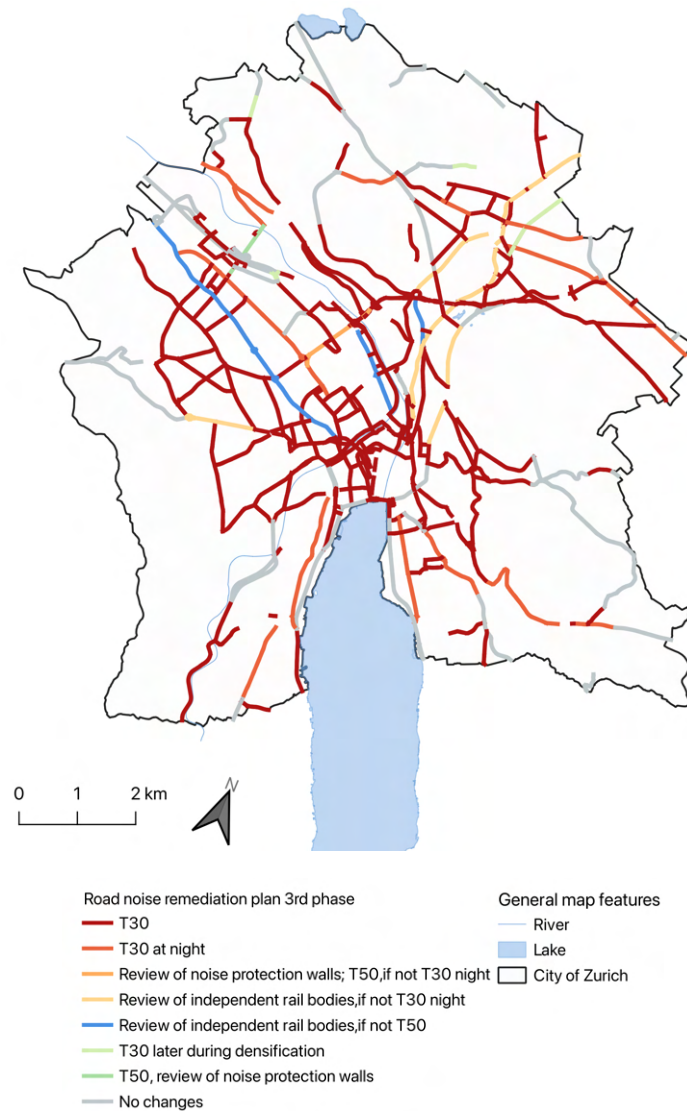 N
0 1 2 km
Road noise remediation plan 3rd phase
T30
T30 at night
Review of noise protection walls; T50,if not T30 night
Review of independent rail bodies,if not T30 night
Review of independent rail bodies,if not T50
T30 later during densification
T50, review of noise protection walls
No changes
General map features
River
Lake
City of Zurich